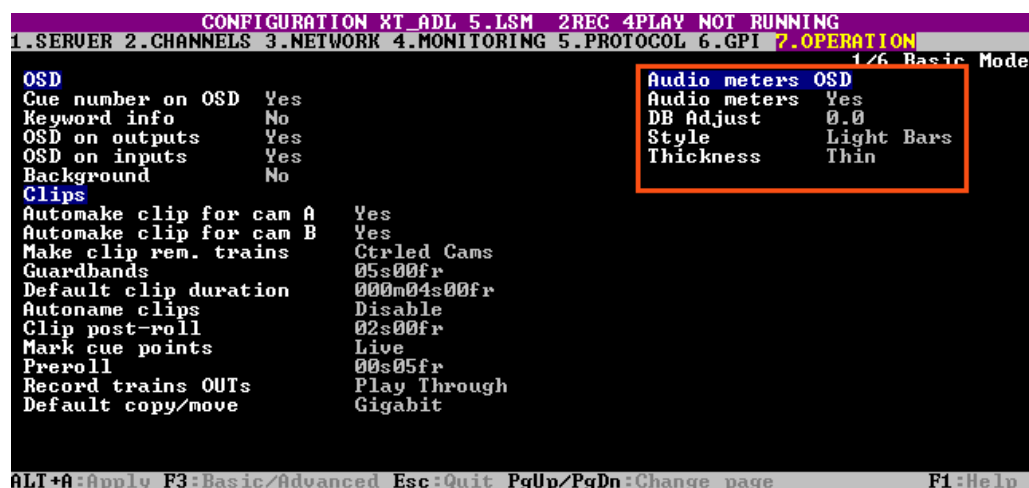 CONFIGURATION XT_ADL 5.LSM 2REC 4PLAY NOT RUNNING
1.SERVER 2.CHANNELS 3.NETWORK 4.MONITORING 5.PROTOCOL 6.GPI 7.OPERATION
1/6 Basic Mode
OSD
Cue number on OSD Yes
Keyword info No
OSD on outputs Yes
OSD on inputs Yes
Background No
Clips
Automake clip for cam A Yes
Automake clip for cam B Yes
Make clip rem. trains Ctrled Cams
Guardbands 05s00fr
Default clip duration 000m04s00fr
Autoname clips Disable
Clip post-roll 02s00fr
Mark cue points Live
Preroll 00s05fr
Record trains OUTs Play Through
Default copy/move Gigabit
Audio meters OSD
Audio meters Yes
DB Adjust 0.0
Style Light Bars
Thickness Thin
ALT+A:Apply F3:Basic/Advanced Esc:Quit PgUp/PgDn:Change page F1:Help